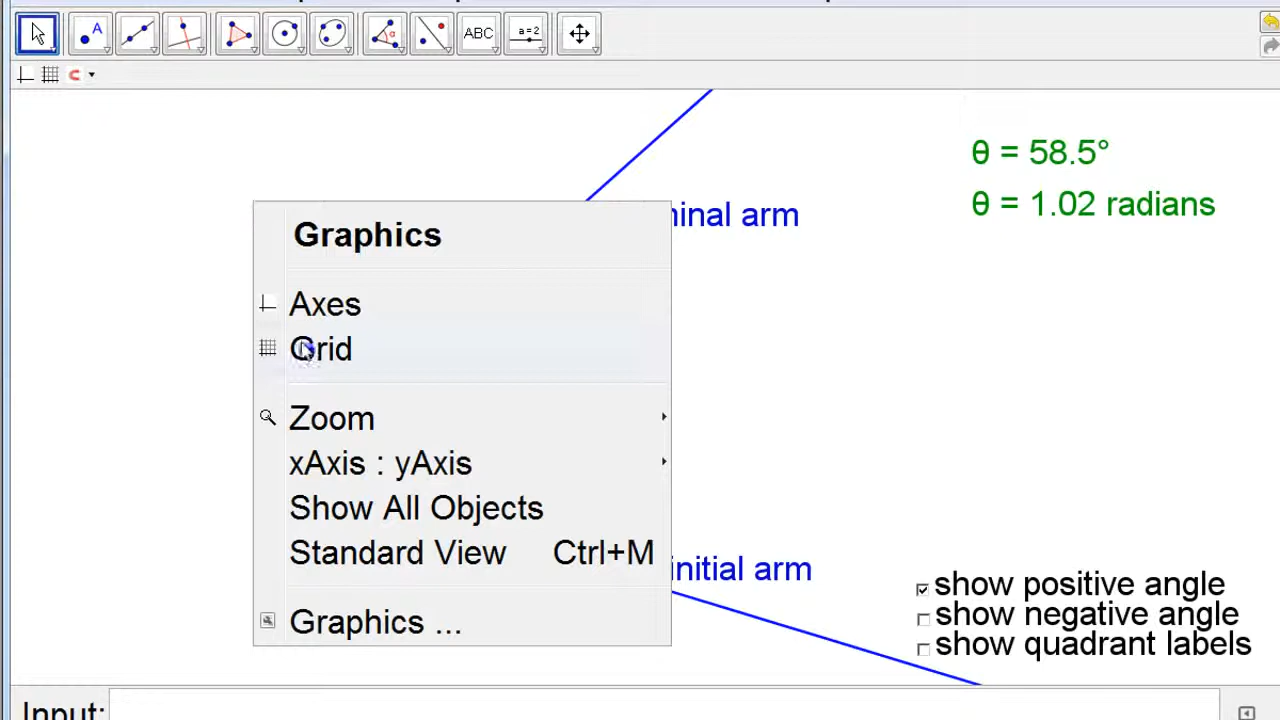 ABC
a=2
θ = 58.5°
θ = 1.02 radians
minal arm
Graphics
Axes
Grid
Zoom
xAxis : yAxis
Show All Objects
Standard View Ctrl+M
Graphics ...
initial arm
show positive angle
show negative angle
show quadrant labels
Input: